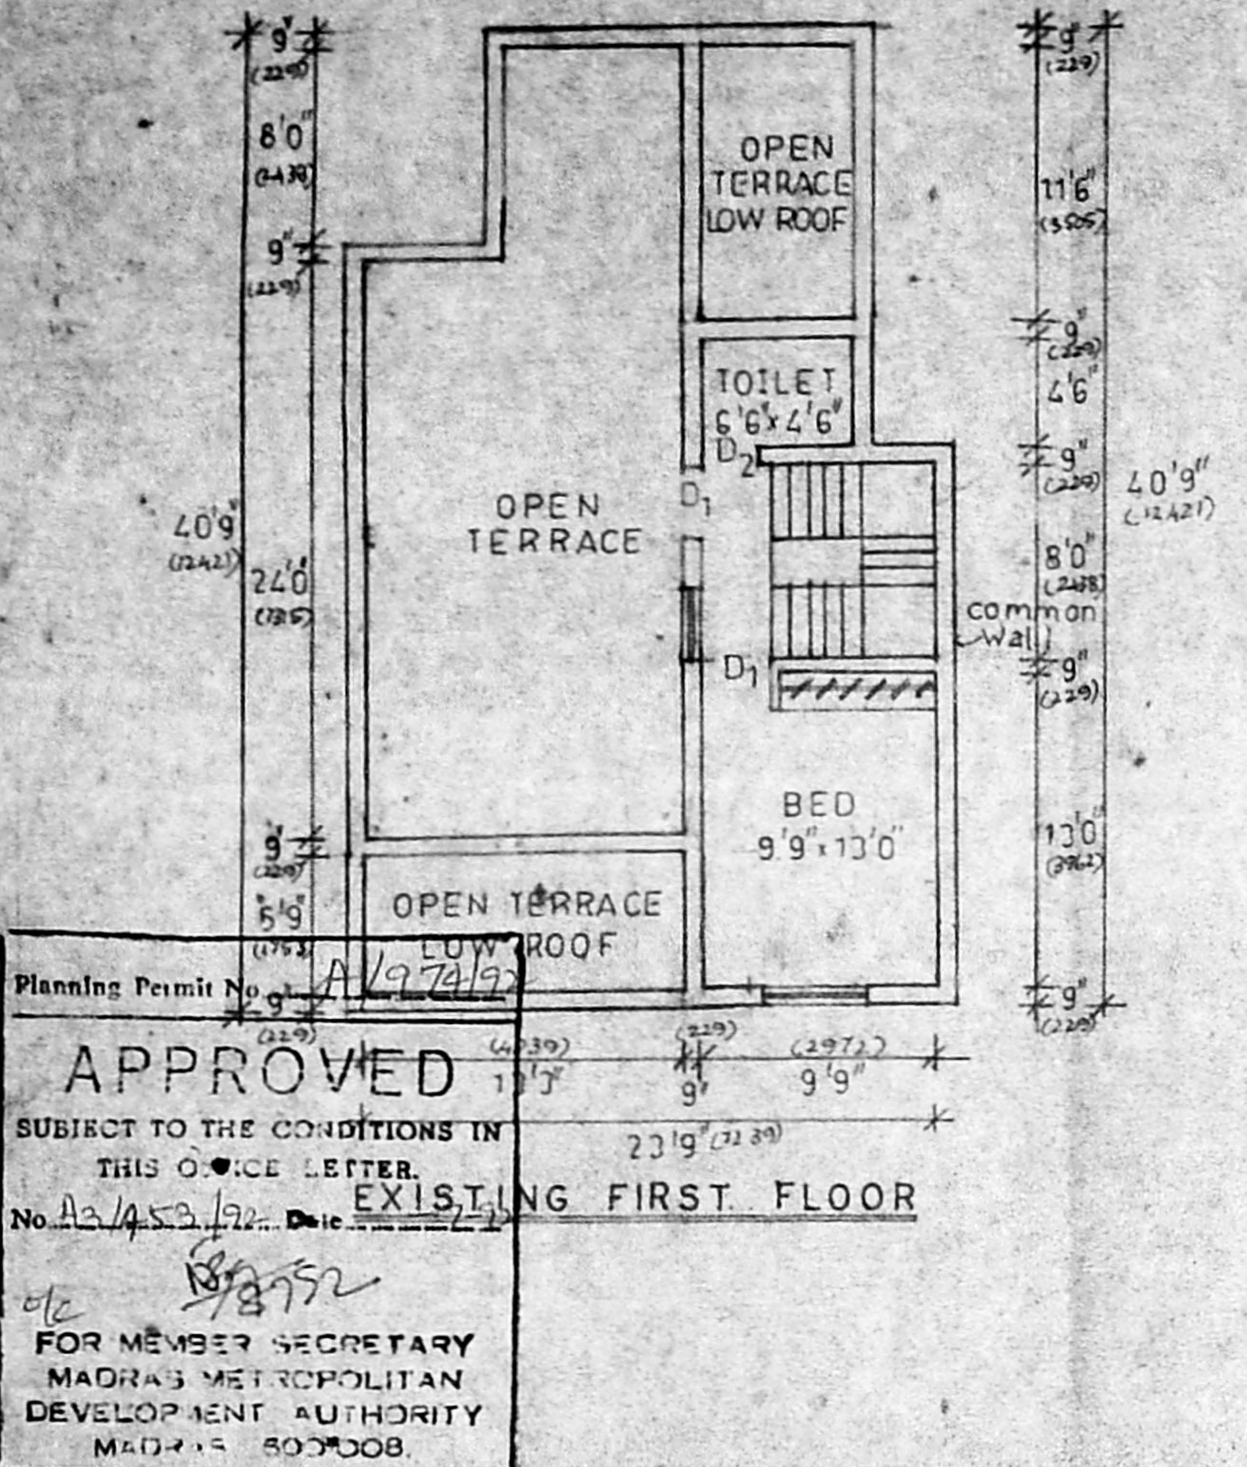 9"
(229)
8'0"
(2438)
9"
(229)
40'9"
(12421)
24'0"
(7315)
9"
(229)
5'9"
(1753)
9"
(229)
OPEN
TERRACE
LOW ROOF
TOILET
6'6"x 4'6"
D2
D1
OPEN
TERRACE
D1
BED
9'9"x 13'0"
OPEN TERRACE
LOW ROOF
9"
(229)
11'6"
(3505)
9"
(229)
4'6"
9"
(229)
40'9"
(12421)
8'0"
(2438)
common
wall
9"
(229)
13'0"
(3962)
9"
(229)
(4039) (229) (2972)
9" 9'9"
23'9" (7239)
EXISTING FIRST FLOOR
Planning Permit No. A/974/92
APPROVED
SUBJECT TO THE CONDITIONS IN
THIS OFFICE LETTER.
No Date
FOR MEMBER SECRETARY
MADRAS METROPOLITAN
DEVELOPMENT AUTHORITY
MADRAS 600 008.